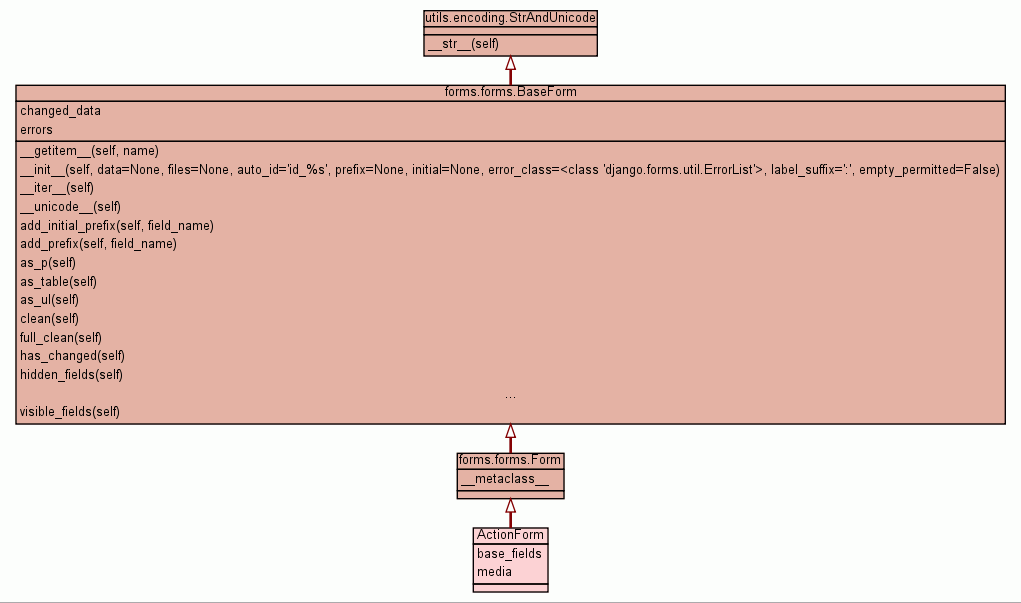 utils.encoding.StrAndUnicode
__str__(self)
forms.forms.BaseForm
changed_data
errors
__getitem__(self, name)
__init__(self, data=None, files=None, auto_id='id_%s', prefix=None, initial=None, error_class=<class 'django.forms.util.ErrorList'>, label_suffix=':', empty_permitted=False)
__iter__(self)
__unicode__(self)
add_initial_prefix(self, field_name)
add_prefix(self, field_name)
as_p(self)
as_table(self)
as_ul(self)
clean(self)
full_clean(self)
has_changed(self)
hidden_fields(self)
...
visible_fields(self)
forms.forms.Form
__metaclass__
ActionForm
base_fields
media